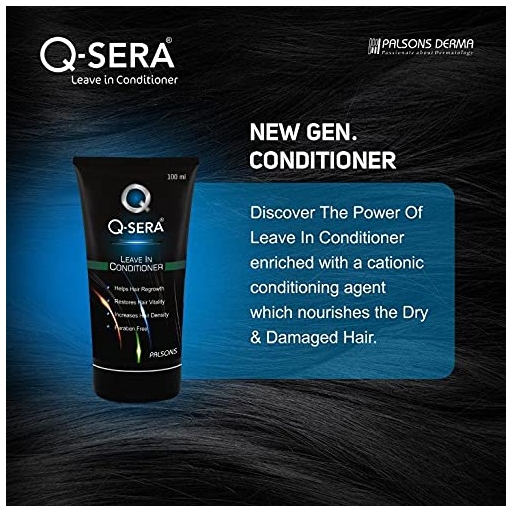 Q-SERA®
Leave in Conditioner
PALSONS DERMA
Passionate about Dermatology
NEW GEN.
CONDITIONER
Discover The Power Of
Leave In Conditioner
enriched with a cationic
conditioning agent
which nourishes the Dry
& Damaged Hair.
100 ml
Q
Q-SERA®
LEAVE IN
CONDITIONER
Helps Hair Regrowth
Restores Hair Vitality
Increases Hair Density
Paraben Free
PALSONS